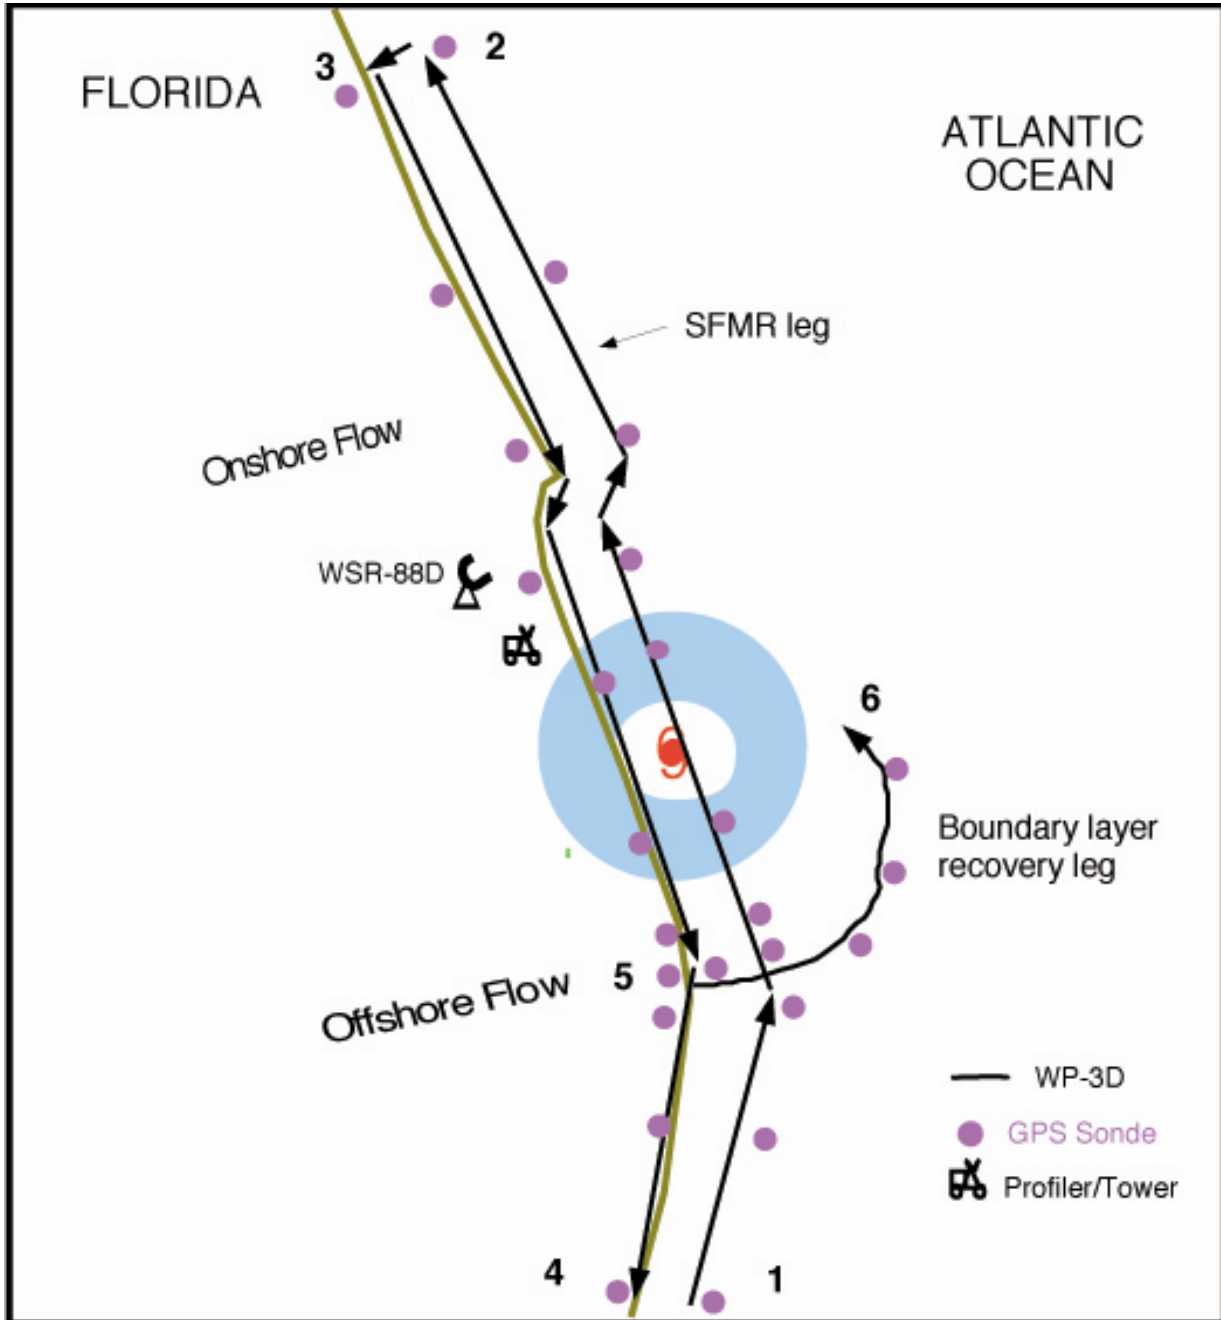 3
2
FLORIDA
ATLANTIC
OCEAN
SFMR leg
Onshore Flow
WSR-88D
6
Boundary layer
recovery leg
5
Offshore Flow
WP-3D
GPS Sonde
Profiler/Tower
4
1